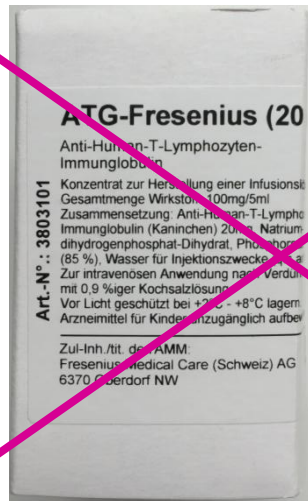 ATG-Fresenius (20
Anti-Human-T-Lymphozyten-
Immunglobulin
Konzentrat zur Herstellung einer Infusionslö
Gesamtmenge Wirkstoff 100mg/5ml
Zusammensetzung: Anti-Human-T-Lympho
Immunglobulin (Kaninchen) 20mg, Natrium-
dihydrogenphosphat-Dihydrat, Phosphor
(85 %), Wasser für Injektionszwecke
Zur intravenösen Anwendung nach Verdün
mit 0,9 %iger Kochsalzlösung
Vor Licht geschützt bei +2°C - +8°C lagern
Arzneimittel für Kinder unzugänglich aufbew
Zul-Inh./tit. de l'AMM:
Fresenius Medical Care (Schweiz) AG
6370 Oberdorf NW
Art.-N°.: 3803101